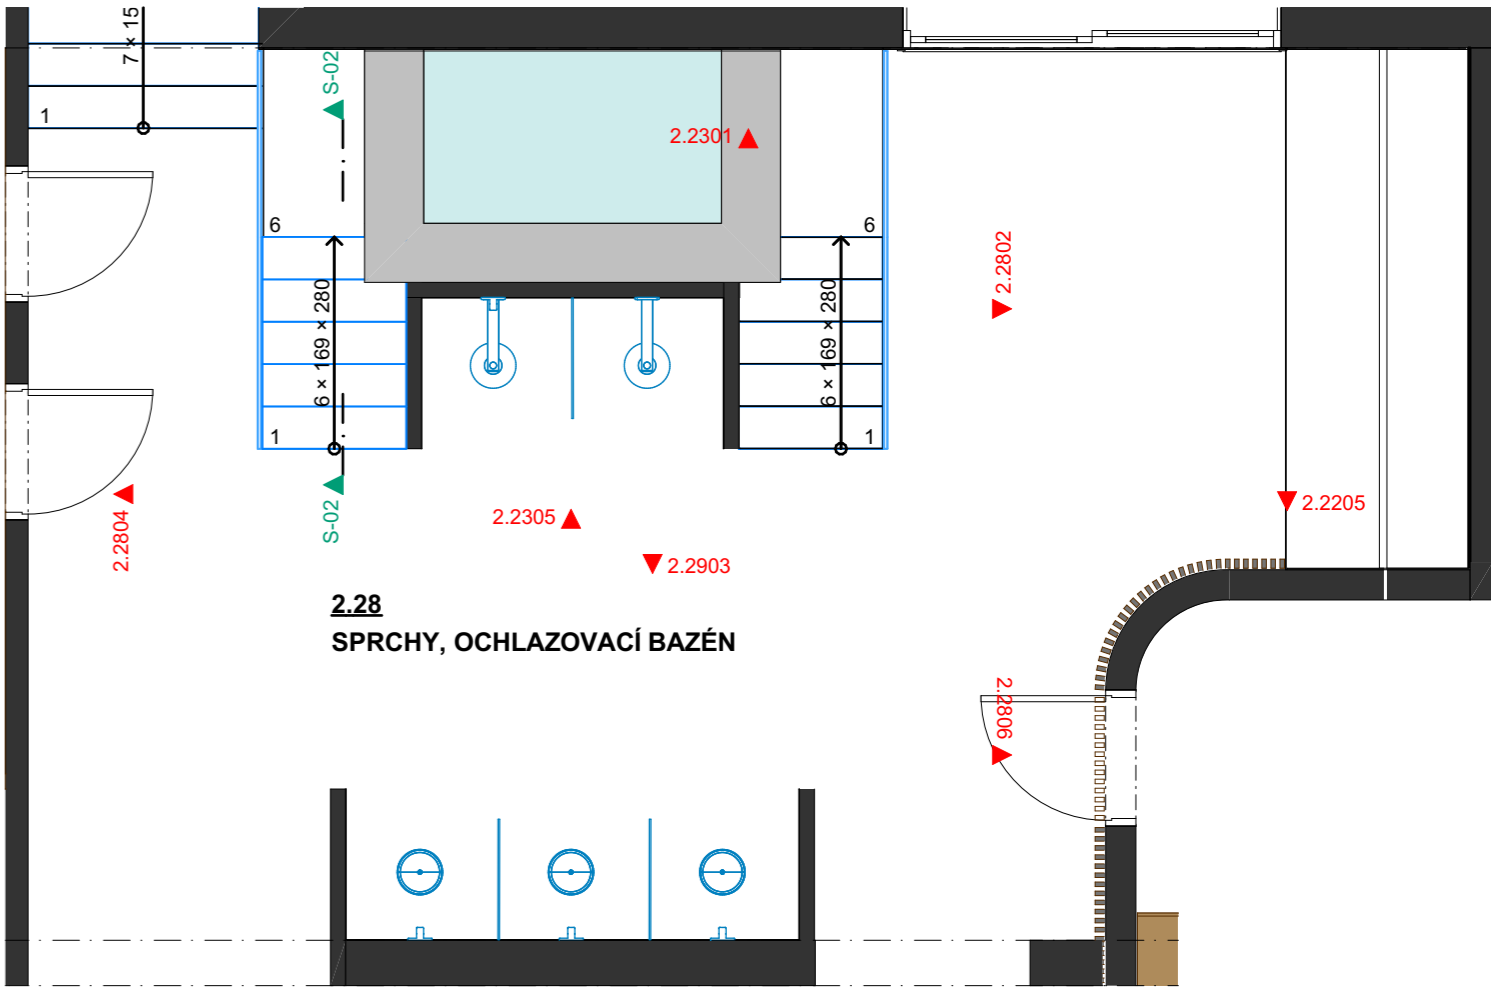 7 × 15
1
S-02
2.2301
6
6
2.2802
6 × 169 × 280
6 × 169 × 280
1
1
2.2804
S-02
2.2305
2.2903
2.2205
2.28
SPRCHY, OCHLAZOVACÍ BAZÉN
2.2806